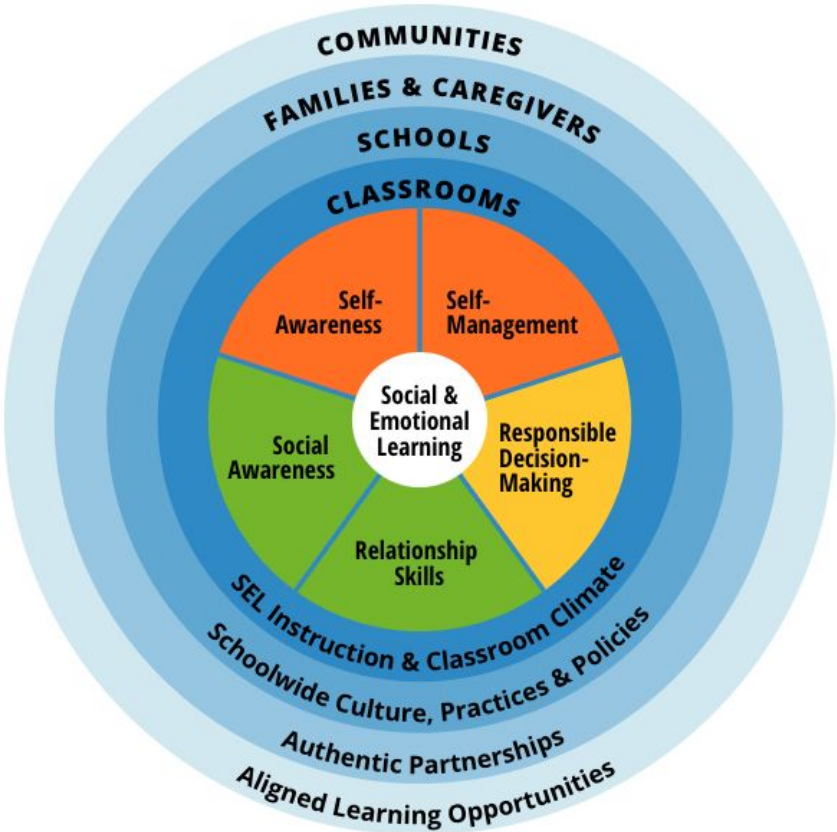 COMMUNITIES
FAMILIES & CAREGIVERS
SCHOOLS
CLASSROOMS
Self-
Awareness
Self-
Management
Social &
Emotional
Learning
Social
Awareness
Responsible
Decision-
Making
Relationship
Skills
SEL Instruction & Classroom Climate
Schoolwide Culture, Practices & Policies
Authentic Partnerships
Aligned Learning Opportunities